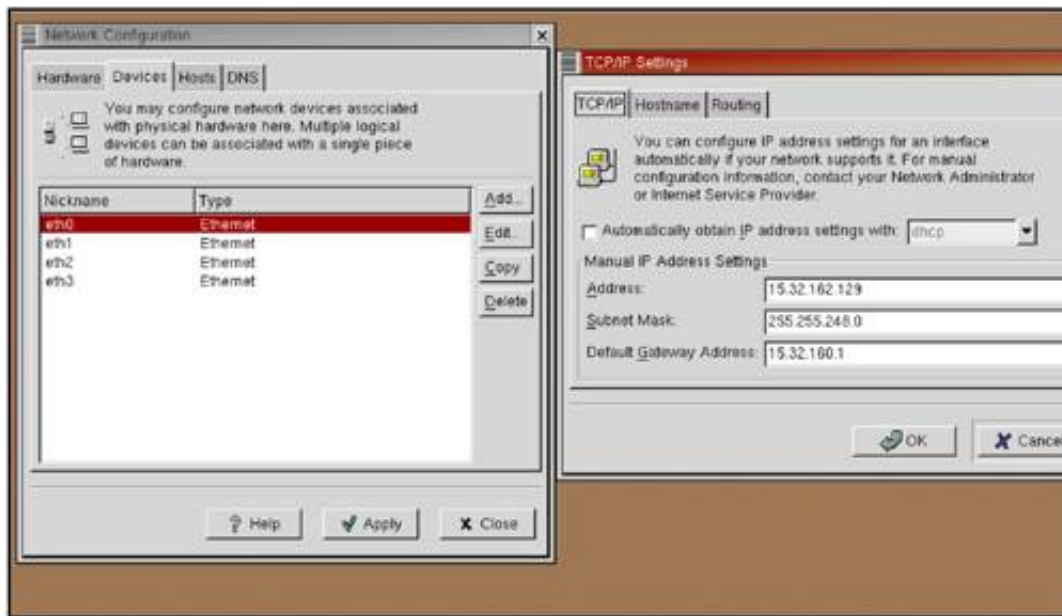 Network Configuration
Hardware Devices Hosts DNS
You may configure network devices associated
with physical hardware here. Multiple logical
devices can be associated with a single piece
of hardware.
Nickname Type
eth0 Ethernet
eth1 Ethernet
eth2 Ethernet
eth3 Ethernet
Add...
Edit...
Copy
Delete
Help Apply Close
TCP/IP Settings
TCP/IP Hostname Routing
You can configure IP address settings for an interface
automatically if your network supports it. For manual
configuration information, contact your Network Administrator
or Internet Service Provider.
Automatically obtain IP address settings with: dhcp
Manual IP Address Settings
Address: 15.32.162.129
Subnet Mask: 255.255.248.0
Default Gateway Address: 15.32.160.1
OK Cance